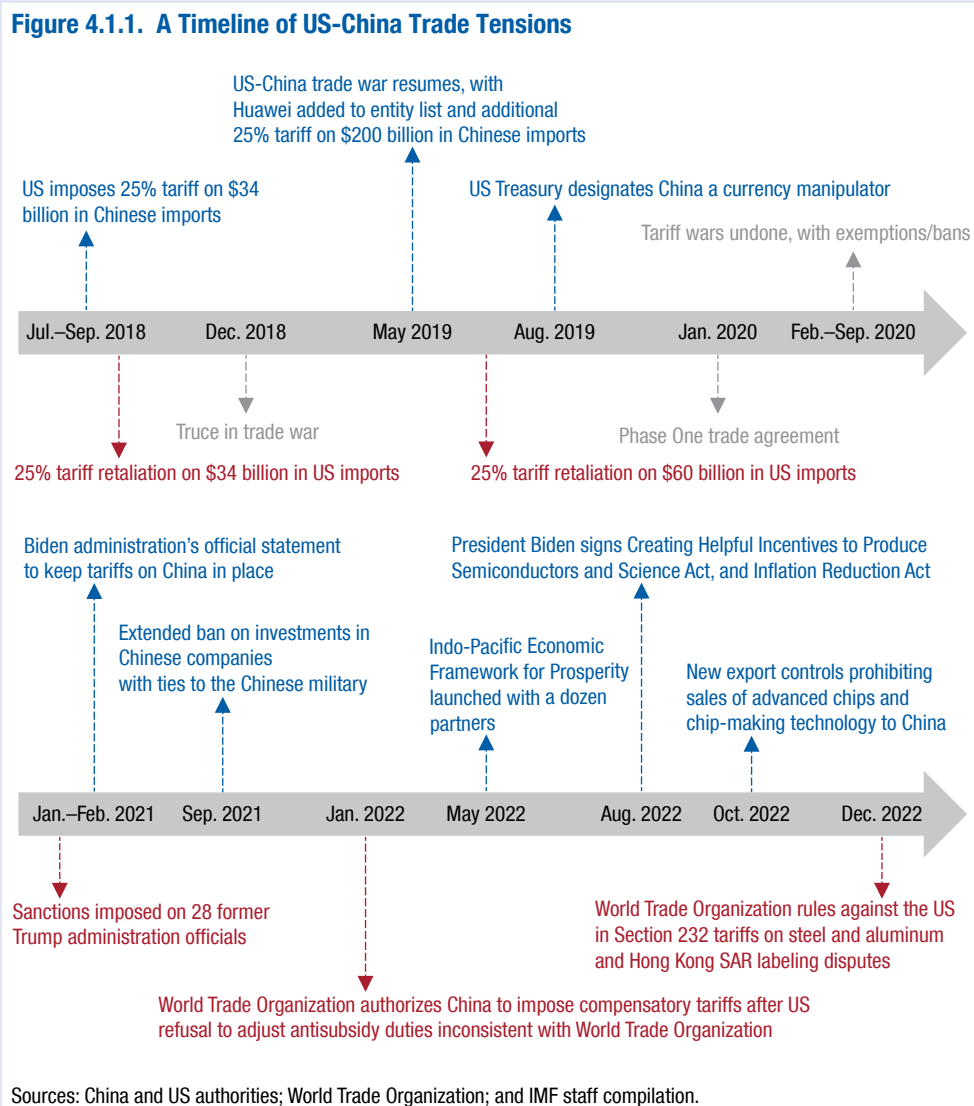 Figure 4.1.1. A Timeline of US-China Trade Tensions
US-China trade war resumes, with
Huawei added to entity list and additional
25% tariff on $200 billion in Chinese imports
US imposes 25% tariff on $34
billion in Chinese imports
US Treasury designates China a currency manipulator
Tariff wars undone, with exemptions/bans
Jul.–Sep. 2018
Dec. 2018
May 2019
Aug. 2019
Jan. 2020
Feb.–Sep. 2020
Truce in trade war
Phase One trade agreement
25% tariff retaliation on $34 billion in US imports
25% tariff retaliation on $60 billion in US imports
Biden administration’s official statement
to keep tariffs on China in place
President Biden signs Creating Helpful Incentives to Produce
Semiconductors and Science Act, and Inflation Reduction Act
Extended ban on investments in
Chinese companies
with ties to the Chinese military
Indo-Pacific Economic
Framework for Prosperity
launched with a dozen
partners
New export controls prohibiting
sales of advanced chips and
chip-making technology to China
Jan.–Feb. 2021
Sep. 2021
Jan. 2022
May 2022
Aug. 2022
Oct. 2022
Dec. 2022
Sanctions imposed on 28 former
Trump administration officials
World Trade Organization rules against the US
in Section 232 tariffs on steel and aluminum
and Hong Kong SAR labeling disputes
World Trade Organization authorizes China to impose compensatory tariffs after US
refusal to adjust antisubsidy duties inconsistent with World Trade Organization
Sources: China and US authorities; World Trade Organization; and IMF staff compilation.